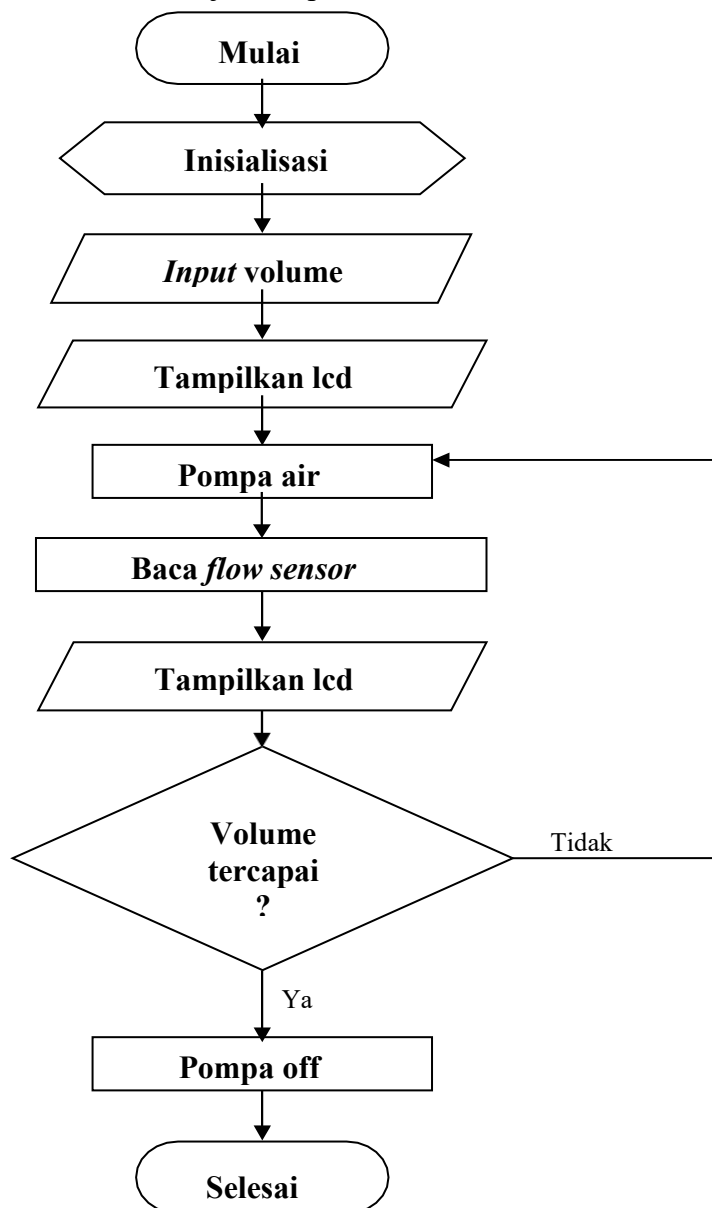 Mulai
Inisialisasi
Input volume
Tampilkan lcd
Pompa air
Baca flow sensor
Tampilkan lcd
Volume
tercapai
?
Tidak
Ya
Pompa off
Selesai